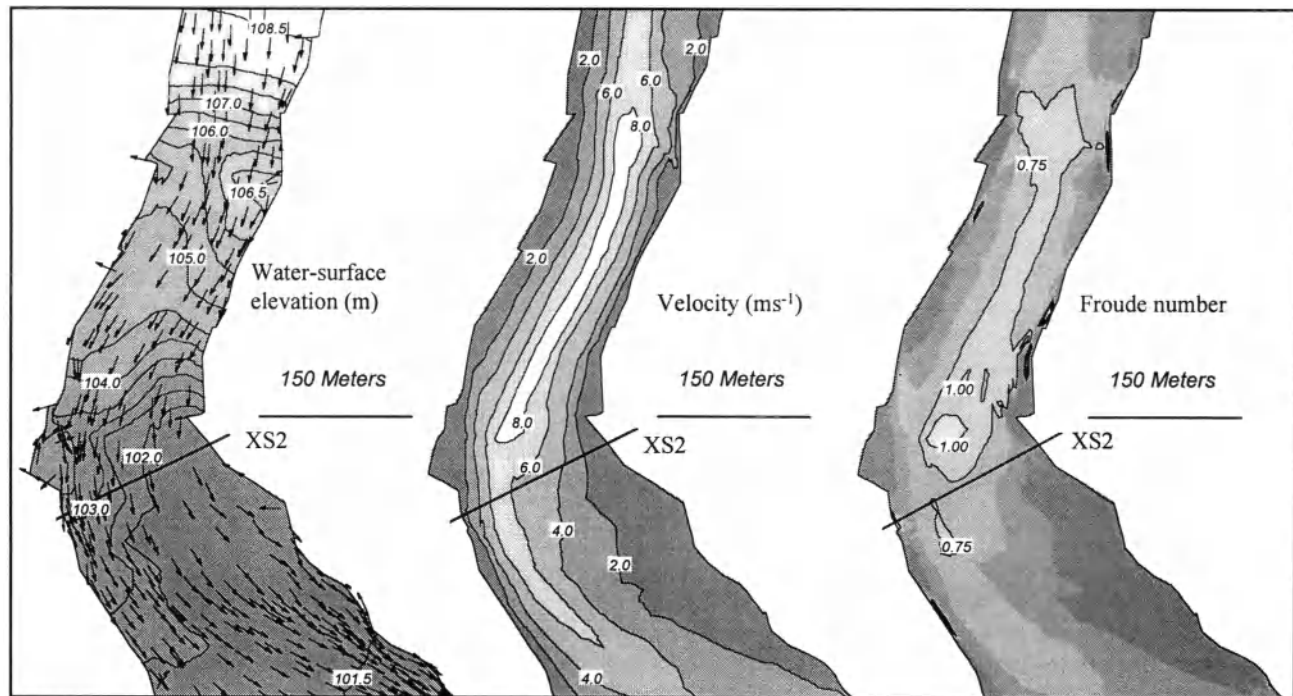 108.5
107.0
106.0
106.5
105.0
Water-surface
elevation (m)
150 Meters
104.0
XS2
102.0
103.0
101.5
2.0
2.0
6.0
6.0
8.0
2.0
Velocity (ms-1)
150 Meters
8.0
XS2
6.0
4.0
2.0
4.0
0.75
Froude number
1.00
150 Meters
1.00
XS2
0.75